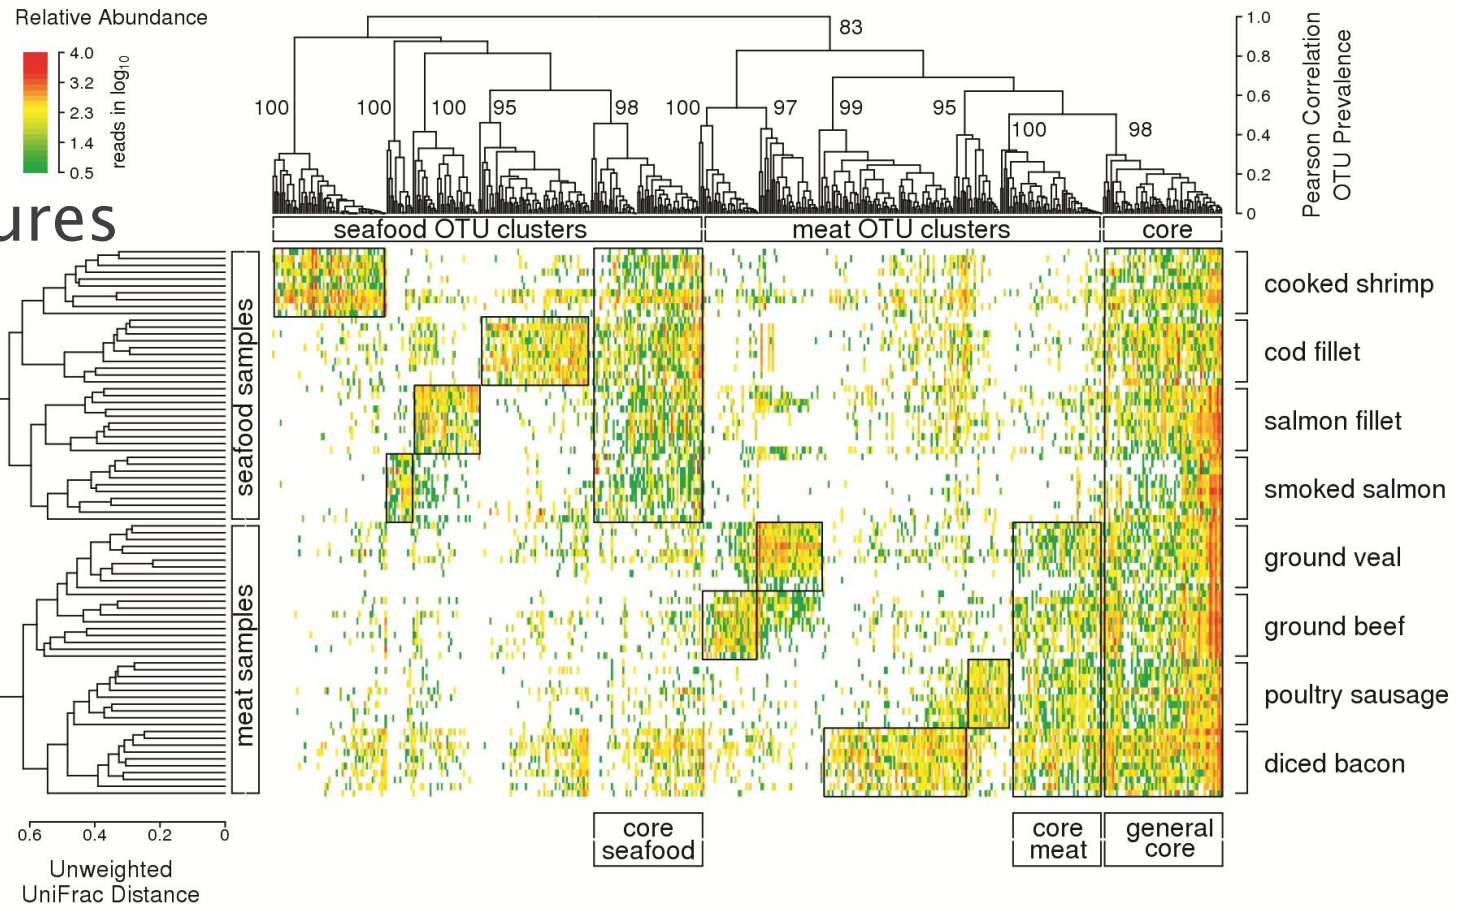 Relative Abundance
4.0
3.2
2.3
1.4
0.5
reads in log10
ures
83
100
100
100
95
98
100
97
99
95
100
98
1.0
0.8
0.6
0.4
0.2
0
Pearson Correlation
OTU Prevalence
seafood OTU clusters
meat OTU clusters
core
seafood samples
meat samples
cooked shrimp
cod fillet
salmon fillet
smoked salmon
ground veal
ground beef
poultry sausage
diced bacon
core
seafood
core
meat
general
core
0.6 0.4 0.2 0
Unweighted
UniFrac Distance